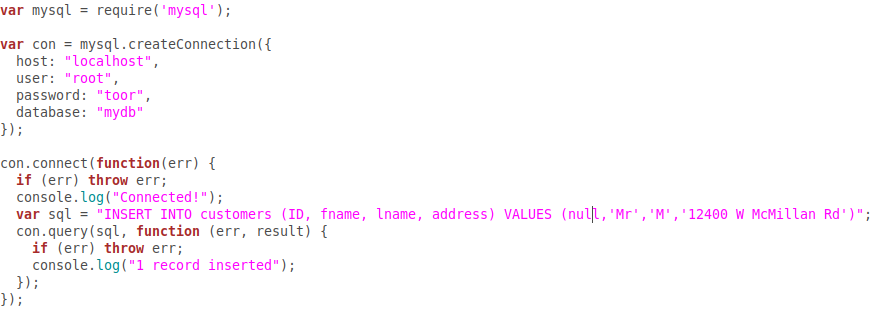 var mysql = require('mysql');
var con = mysql.createConnection({
  host: "localhost",
  user: "root",
  password: "toor",
  database: "mydb"
});
con.connect(function(err) {
  if (err) throw err;
  console.log("Connected!");
  var sql = "INSERT INTO customers (ID, fname, lname, address) VALUES (null,'Mr','M','12400 W McMillan Rd')";
  con.query(sql, function (err, result) {
    if (err) throw err;
    console.log("1 record inserted");
  });
});